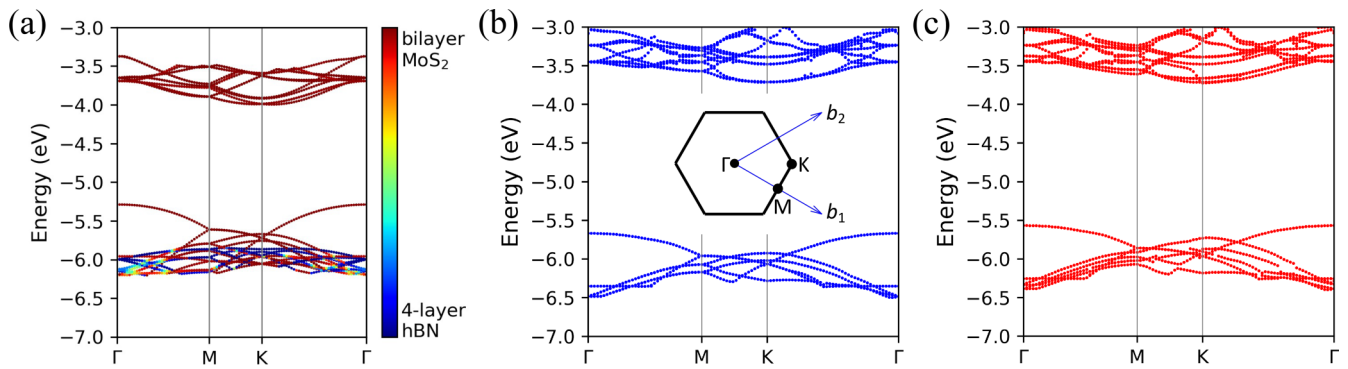 (a)
Energy (eV)
−3.0
−3.5
−4.0
−4.5
−5.0
−5.5
−6.0
−6.5
−7.0
Γ M K Γ
bilayer
MoS₂
4-layer
hBN
(b)
Energy (eV)
−3.0
−3.5
−4.0
−4.5
−5.0
−5.5
−6.0
−6.5
−7.0
Γ M K Γ
b₂
Γ K
M b₁
(c)
Energy (eV)
−3.0
−3.5
−4.0
−4.5
−5.0
−5.5
−6.0
−6.5
−7.0
Γ M K Γ